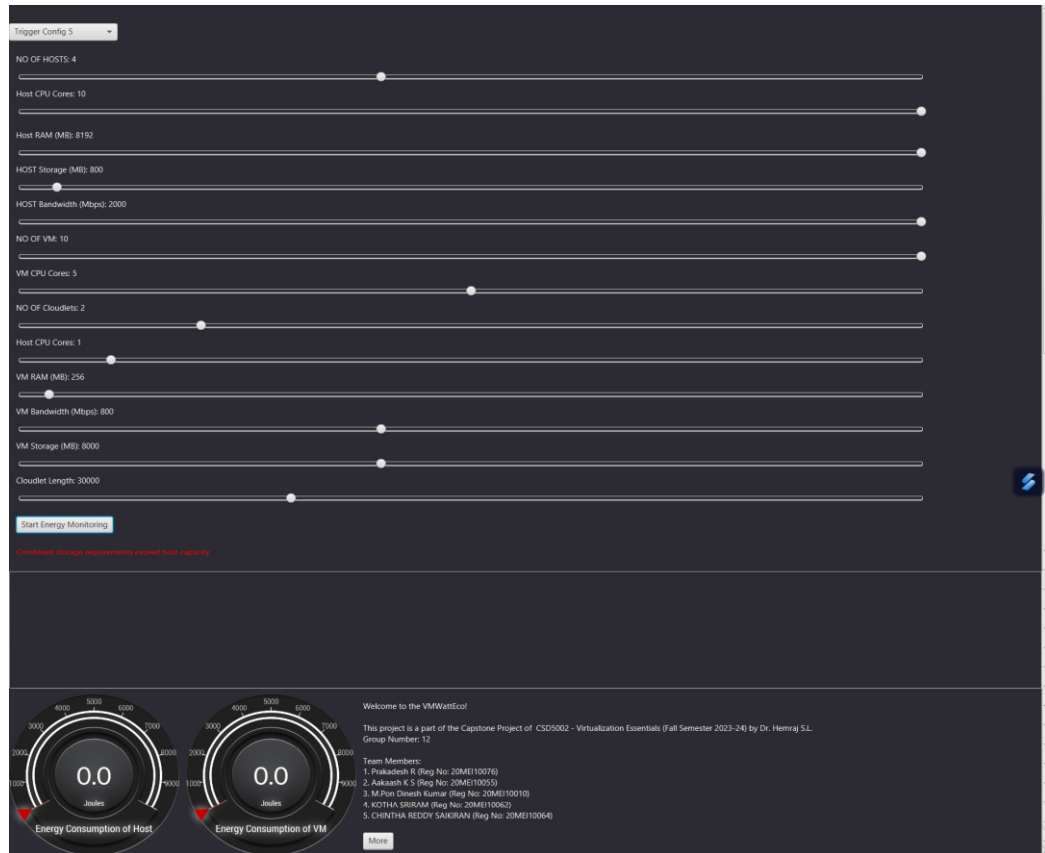 Trigger Config 5
NO OF HOSTS: 4
Host CPU Cores: 10
Host RAM (MB): 8192
HOST Storage (MB): 800
HOST Bandwidth (Mbps): 2000
NO OF VM: 10
VM CPU Cores: 5
NO OF Cloudlets: 2
Host CPU Cores: 1
VM RAM (MB): 256
VM Bandwidth (Mbps): 800
VM Storage (MB): 8000
Cloudlet Length: 30000
Start Energy Monitoring
Combined storage requirements exceed host capacity.
1000
2000
3000
4000
5000
6000
7000
8000
9000
0.0
Joules
Energy Consumption of Host
1000
2000
3000
4000
5000
6000
7000
8000
9000
0.0
Joules
Energy Consumption of VM
Welcome to the VMWattEco!
This project is a part of the Capstone Project of CSD5002 - Virtualization Essentials (Fall Semester 2023-24) by Dr. Hemraj S.L.
Group Number: 12
Team Members:
1. Prakadesh R (Reg No: 20MEI10076)
2. Aakaash K S (Reg No: 20MEI10055)
3. M.Pon Dinesh Kumar (Reg No: 20MEI10010)
4. KOTHA SRIRAM (Reg No: 20MEI10062)
5. CHINTHA REDDY SAIKIRAN (Reg No: 20MEI10064)
More